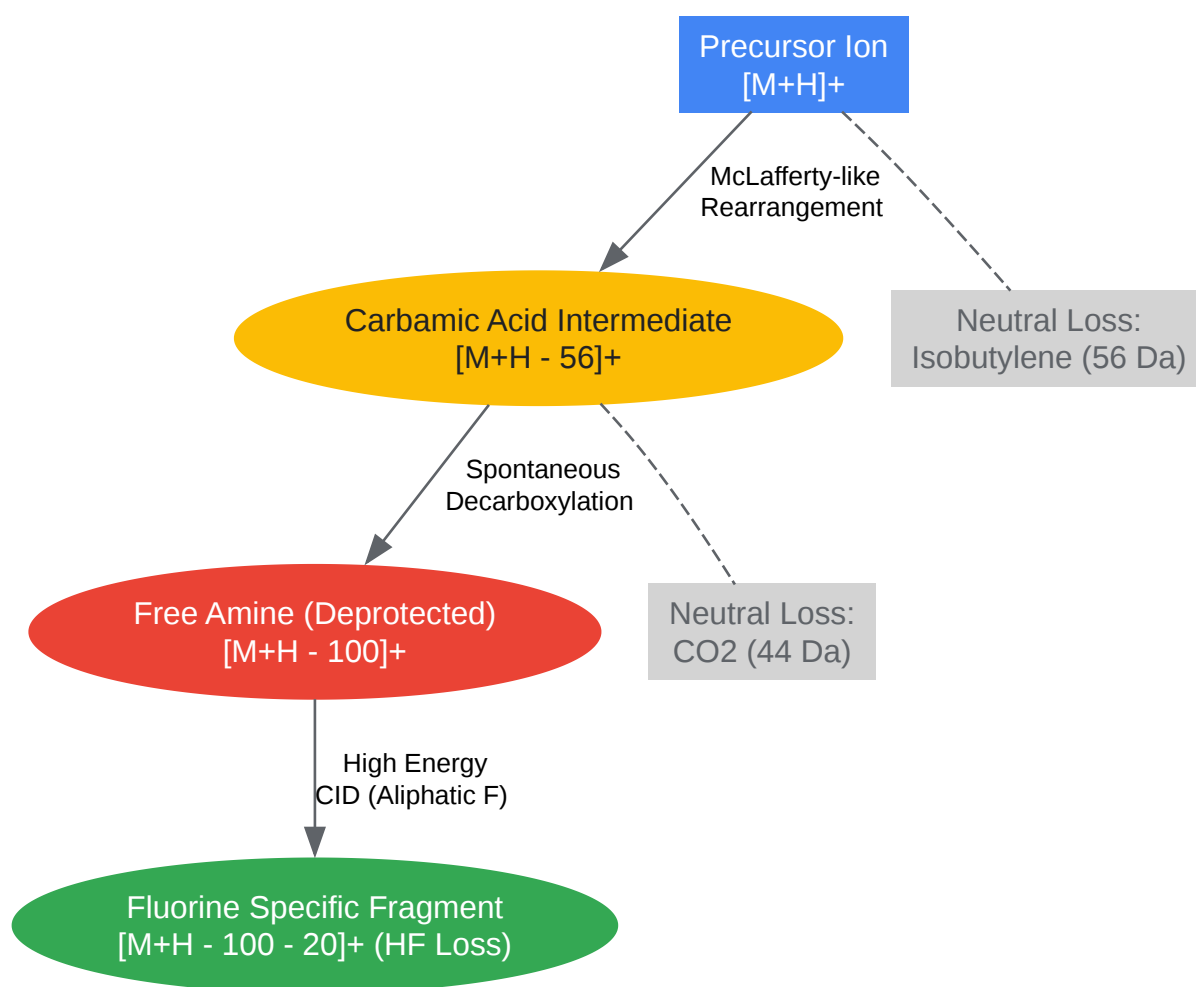 Precursor Ion
[M+H]+
McLafferty-like
Rearrangement
Carbamic Acid Intermediate
[M+H - 56]+
Neutral Loss:
Isobutylene (56 Da)
Spontaneous
Decarboxylation
Free Amine (Deprotected)
[M+H - 100]+
Neutral Loss:
CO2 (44 Da)
High Energy
CID (Aliphatic F)
Fluorine Specific Fragment
[M+H - 100 - 20]+ (HF Loss)